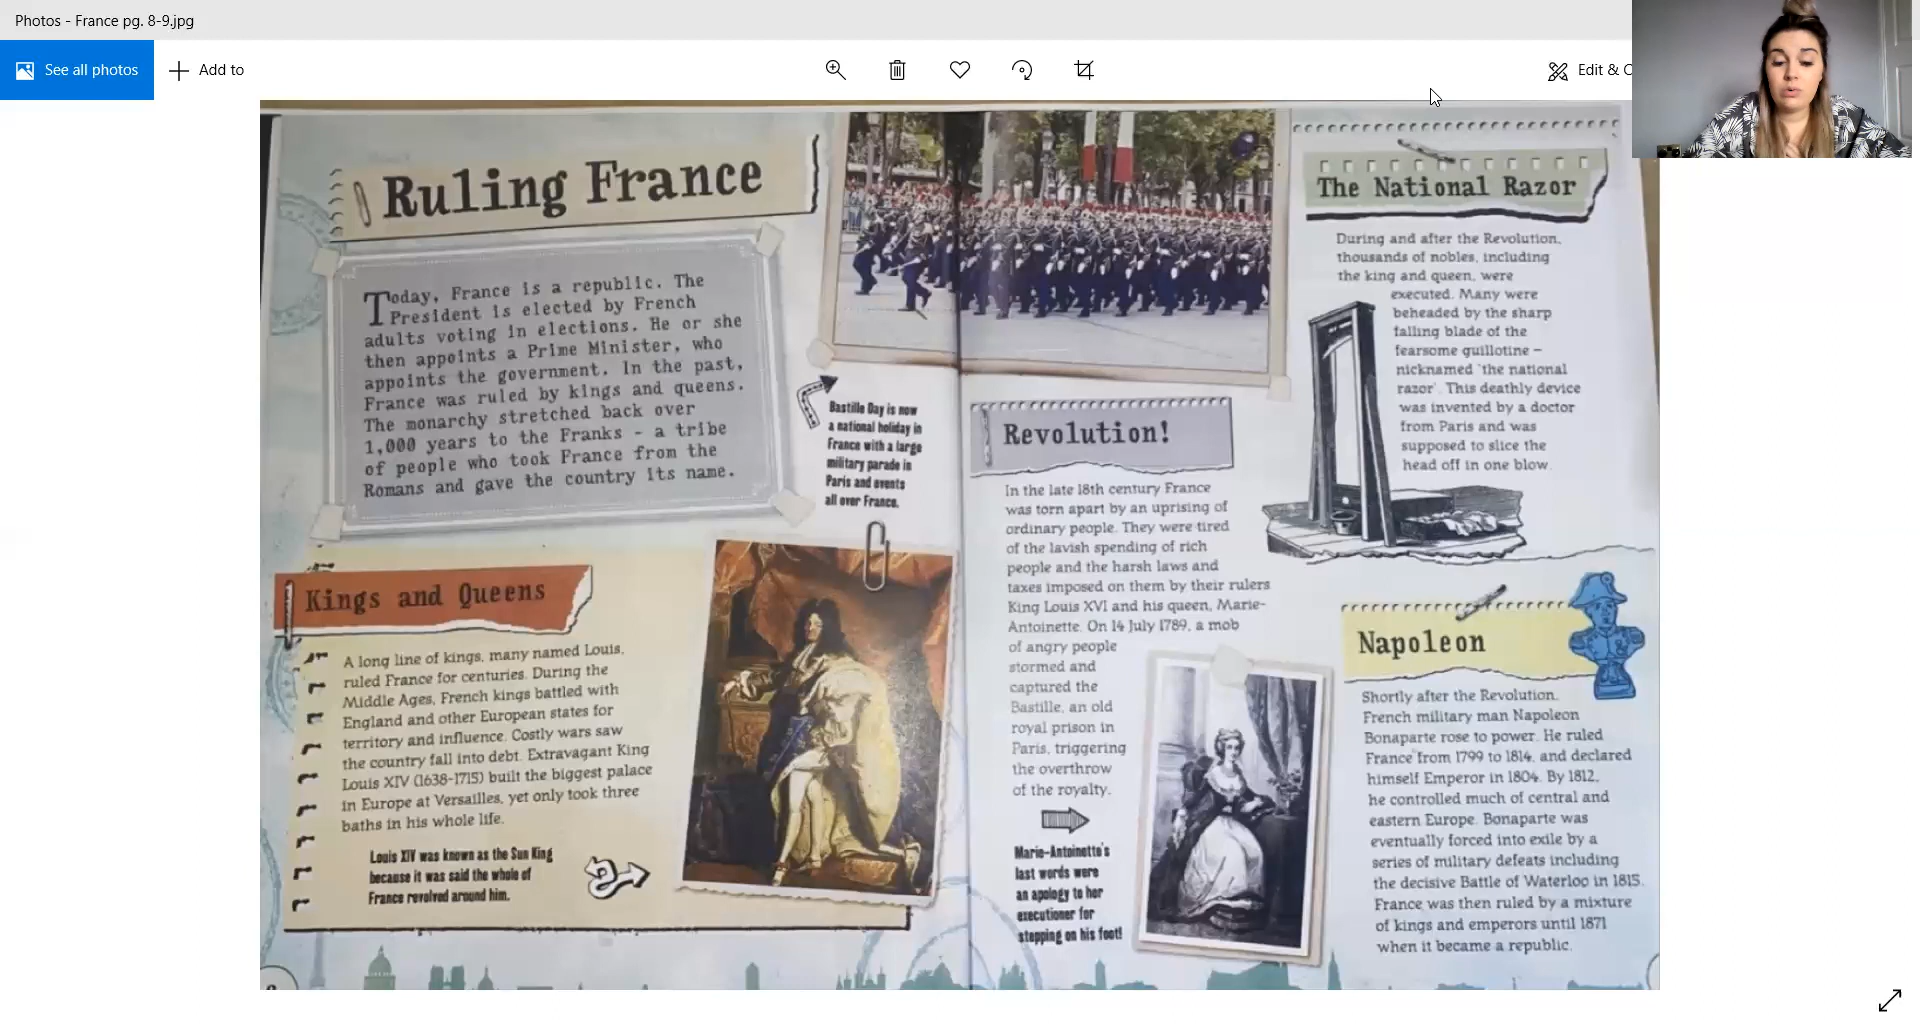 Photos - France pg. 8-9.jpg
See all photos
Add to
Edit & C
Ruling France
Today, France is a republic. The
President is elected by French
adults voting in elections. He or she
then appoints a Prime Minister, who
appoints the government. In the past,
France was ruled by kings and queens.
The monarchy stretched back over
1,000 years to the Franks - a tribe
of people who took France from the
Romans and gave the country its name.
Bastille Day is now
a national holiday in
France with a large
military parade in
Paris and events
all over France.
Kings and Queens
A long line of kings, many named Louis,
ruled France for centuries. During the
Middle Ages, French kings battled with
England and other European states for
territory and influence. Costly wars saw
the country fall into debt. Extravagant King
Louis XIV (1638-1715) built the biggest palace
in Europe at Versailles, yet only took three
baths in his whole life.
Louis XIV was known as the Sun King
because it was said the whole of
France revolved around him.
Revolution!
In the late 18th century France
was torn apart by an uprising of
ordinary people. They were tired
of the lavish spending of rich
people and the harsh laws and
taxes imposed on them by their rulers
King Louis XVI and his queen, Marie-
Antoinette. On 14 July 1789, a mob
of angry people
stormed and
captured the
Bastille, an old
royal prison in
Paris, triggering
the overthrow
of the royalty.
Marie-Antoinette's
last words were
an apology to her
executioner for
stepping on his foot!
The National Razor
During and after the Revolution,
thousands of nobles, including
the king and queen, were
executed. Many were
beheaded by the sharp
falling blade of the
fearsome guillotine –
nicknamed 'the national
razor'. This deathly device
was invented by a doctor
from Paris and was
supposed to slice the
head off in one blow.
Napoleon
Shortly after the Revolution,
French military man Napoleon
Bonaparte rose to power. He ruled
France from 1799 to 1814, and declared
himself Emperor in 1804. By 1812,
he controlled much of central and
eastern Europe. Bonaparte was
eventually forced into exile by a
series of military defeats including
the decisive Battle of Waterloo in 1815.
France was then ruled by a mixture
of kings and emperors until 1871
when it became a republic.